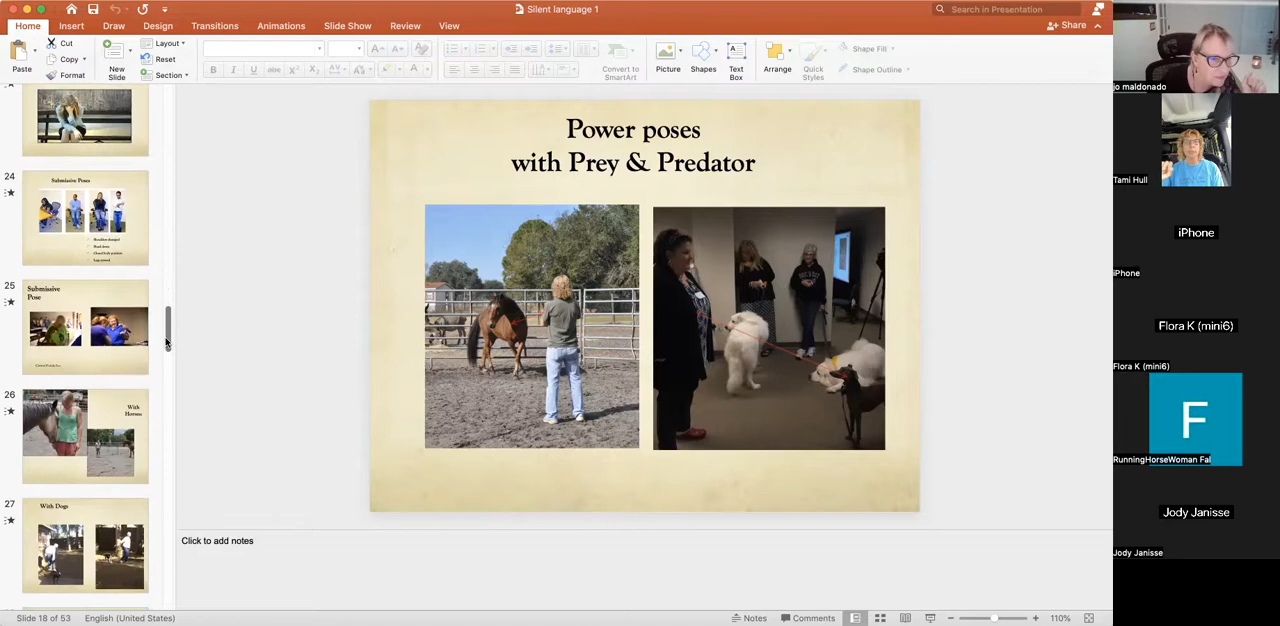 Silent language 1
Search in Presentation
Home
Insert
Draw
Design
Transitions
Animations
Slide Show
Review
View
Share
Paste
Cut
Copy
Format
New
Slide
Layout
Reset
Section
Convert to
SmartArt
Picture
Shapes
Text
Box
Arrange
Quick
Styles
Shape Fill
Shape Outline
24
Submissive Poses
25
Submissive
Pose
26
With
Horses
27
With Dogs
Power poses
with Prey & Predator
Click to add notes
Slide 18 of 53
English (United States)
Notes
Comments
110%
jo maldonado
Tami Hull
iPhone
iPhone
Flora K (mini6)
Flora K (mini6)
F
RunningHorseWoman Fal
Jody Janisse
Jody Janisse